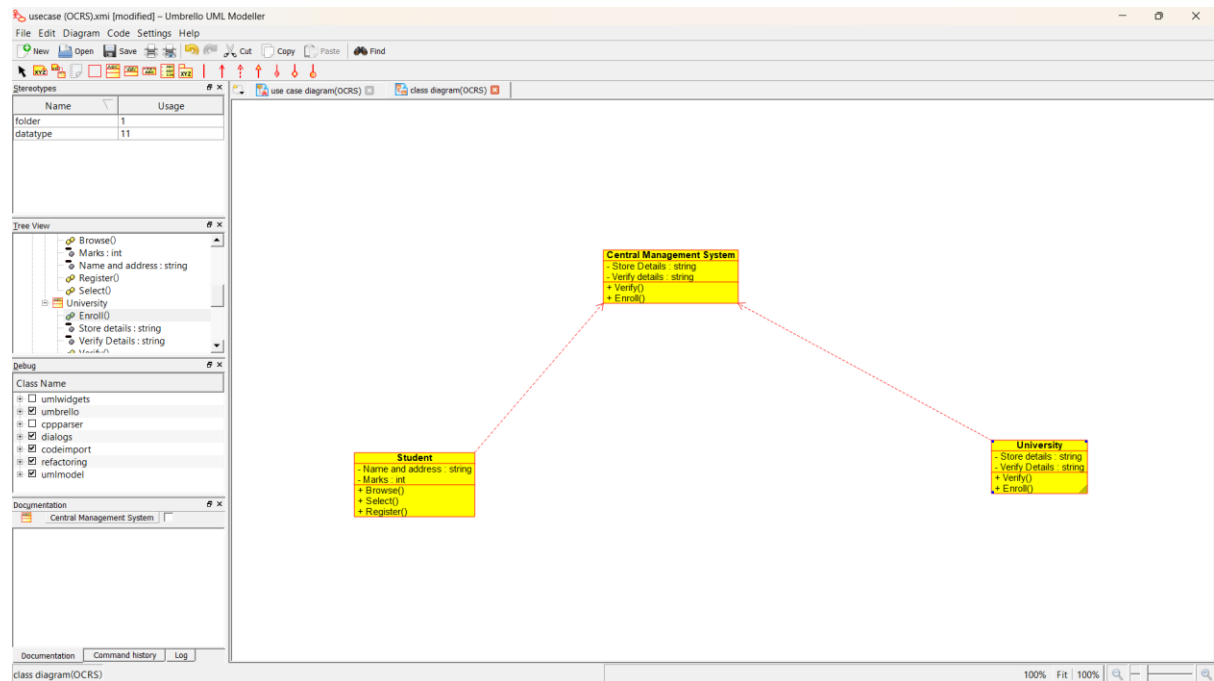 usecase (OCRS).xmi [modified] – Umbrello UML Modeller
File Edit Diagram Code Settings Help
New Open Save Cut Copy Paste Find
Stereotypes
use case diagram(OCRS) class diagram(OCRS)
Name Usage
folder 1
datatype 11
Tree View
Browse()
Marks : int
Name and address : string
Register()
Select()
University
Enroll()
Store details : string
Verify Details : string
Verify()
Debug
Class Name
umlwidgets
umbrello
cppparser
dialogs
codeimport
refactoring
umlmodel
Documentation
Central Management System
Central Management System
- Store Details : string
- Verify details : string
+ Verify()
+ Enroll()
Student
- Name and address : string
- Marks : int
+ Browse()
+ Select()
+ Register()
University
- Store details : string
- Verify Details : string
+ Verify()
+ Enroll()
Documentation Command history Log
class diagram(OCRS) 100% Fit 100%